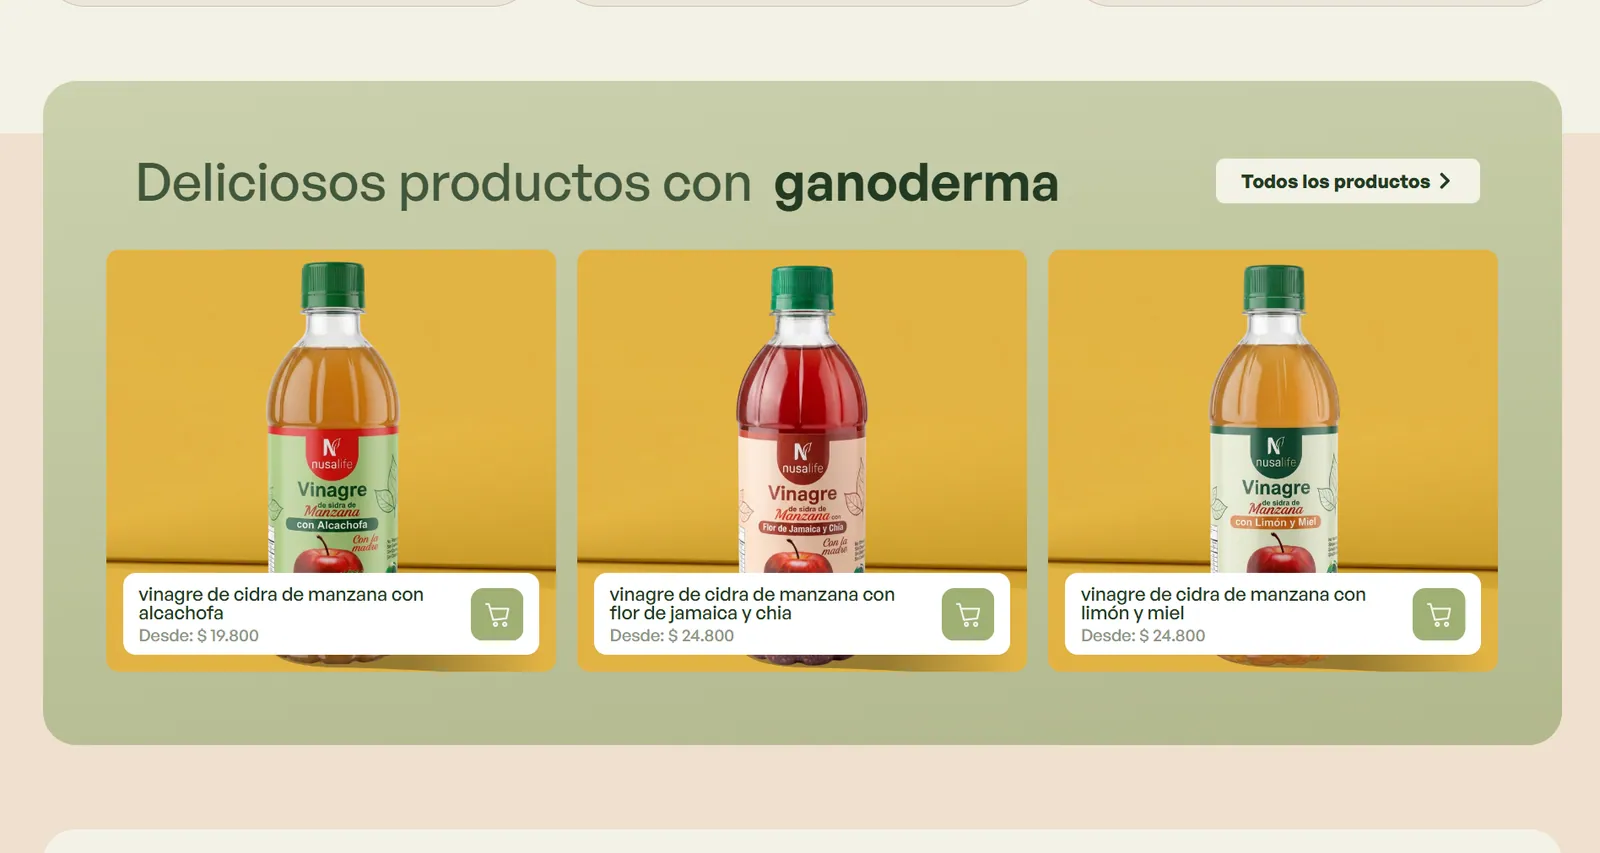 Deliciosos productos con ganoderma
Todos los productos
nusalife
Vinagre
de sidra de
Manzana
con Alcachofa
Con la
madre
vinagre de cidra de manzana con
alcachofa
Desde: $ 19.800
nusalife
Vinagre
de sidra de
Manzana con
Flor de Jamaica y Chia
Con la
madre
vinagre de cidra de manzana con
flor de jamaica y chia
Desde: $ 24.800
nusalife
Vinagre
de sidra de
Manzana
con Limón y Miel
vinagre de cidra de manzana con
limón y miel
Desde: $ 24.800